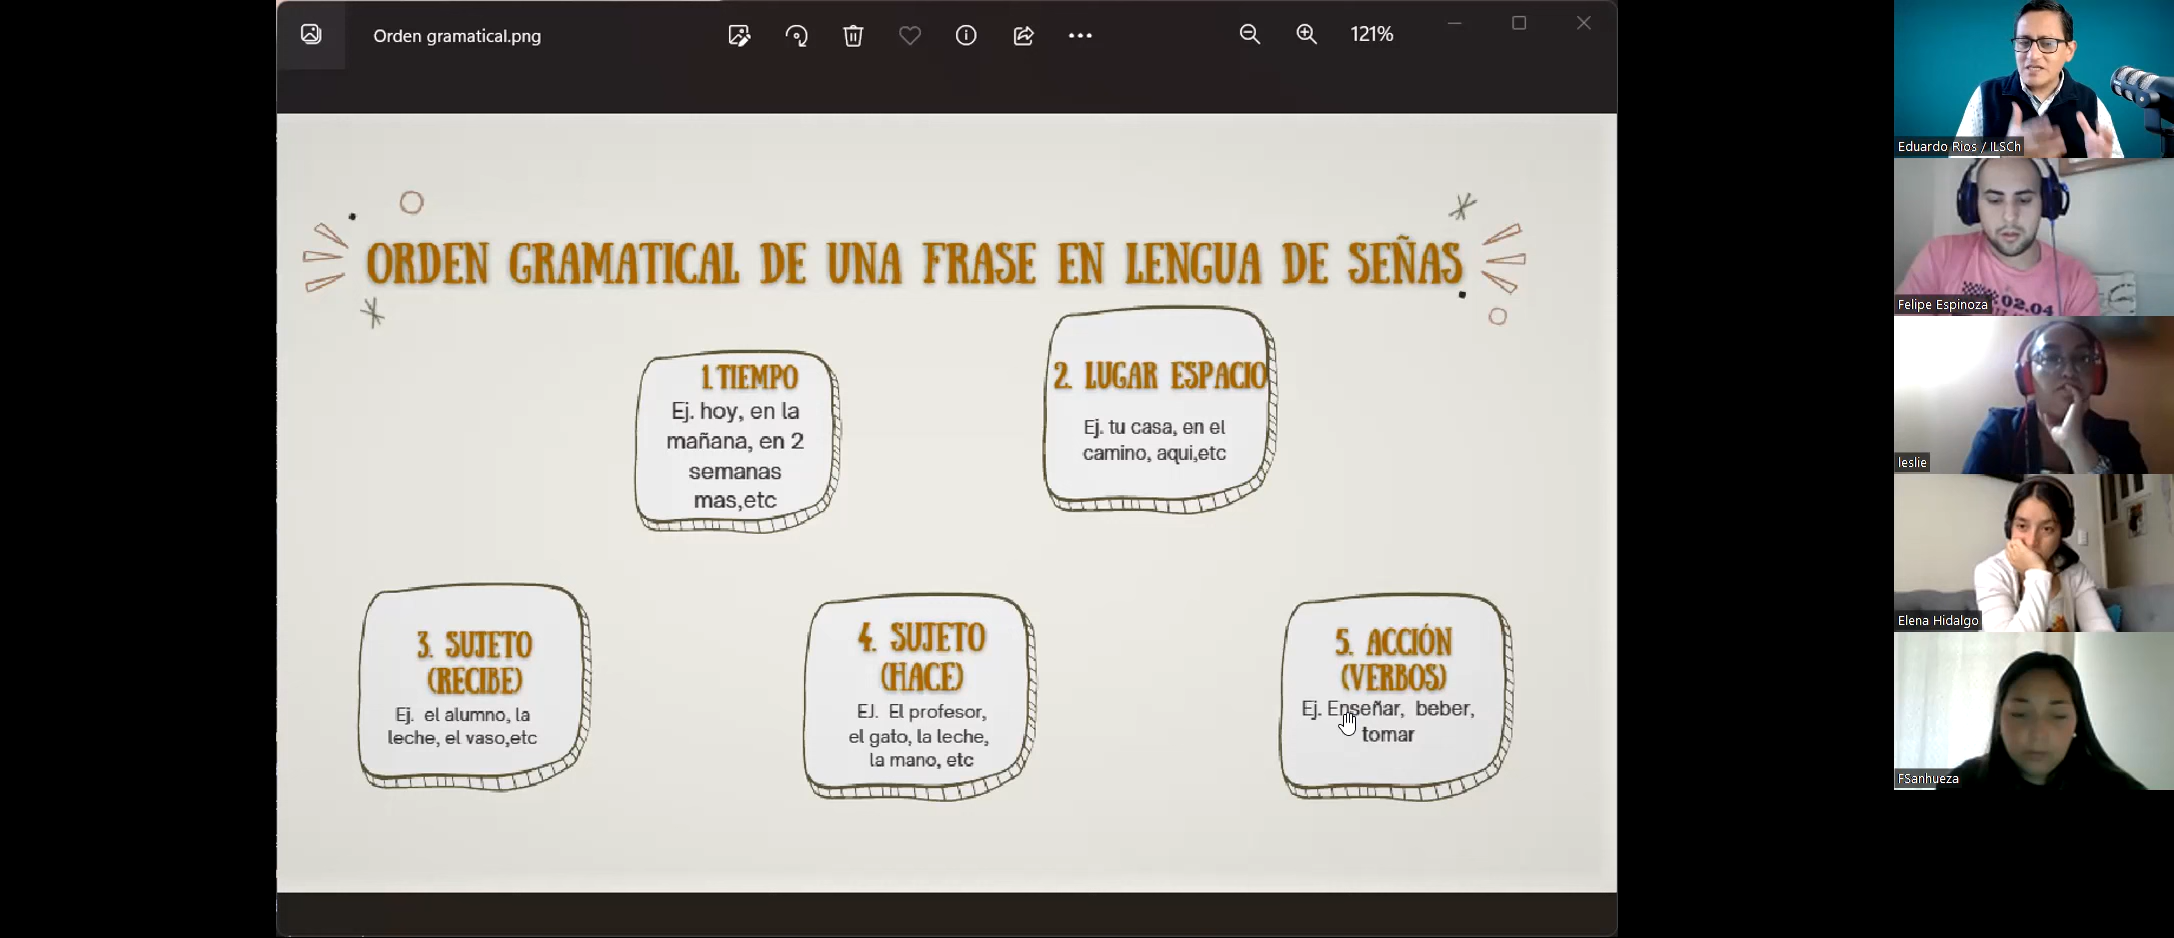 Orden gramatical.png
121%
ORDEN GRAMATICAL DE UNA FRASE EN LENGUA DE SEÑAS
1.TIEMPO
Ej. hoy, en la
mañana, en 2
semanas
mas,etc
2. LUGAR ESPACIO
Ej. tu casa, en el
camino, aqui,etc
3. SUJETO
(RECIBE)
Ej. el alumno, la
leche, el vaso,etc
4. SUJETO
(HACE)
EJ. El profesor,
el gato, la leche,
la mano, etc
5. ACCIÓN
(VERBOS)
Ej. Enseñar, beber,
tomar
Eduardo Rios / ILSCh
02.04
Felipe Espinoza
leslie
Elena Hidalgo
FSanhueza